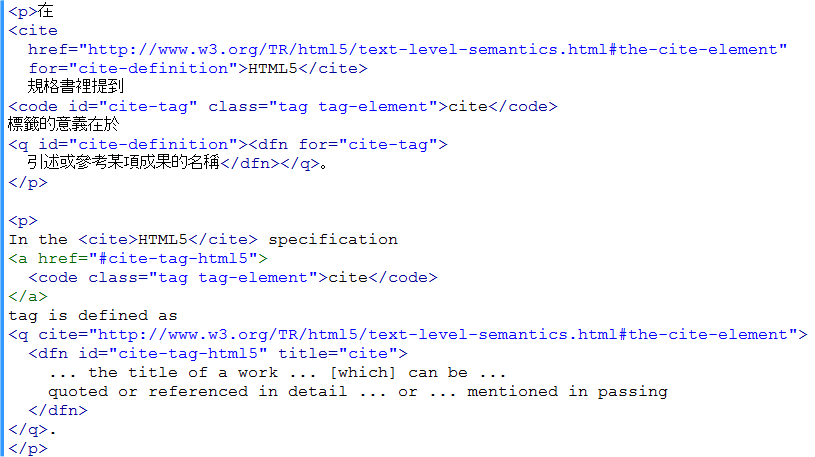 <p>在
<cite
href="http://www.w3.org/TR/html5/text-level-semantics.html#the-cite-element"
for="cite-definition">HTML5</cite>
規格書裡提到
<code id="cite-tag" class="tag tag-element">cite</code>
標籤的意義在於
<q id="cite-definition"><dfn for="cite-tag">
引述或參考某項成果的名稱</dfn></q>。
</p>

<p>
In the <cite>HTML5</cite> specification
<a href="#cite-tag-html5">
<code class="tag tag-element">cite</code>
</a>
tag is defined as
<q cite="http://www.w3.org/TR/html5/text-level-semantics.html#the-cite-element">
<dfn id="cite-tag-html5" title="cite">
... the title of a work ... [which] can be ...
quoted or referenced in detail ... or ... mentioned in passing
</dfn>
</q>.
</p>